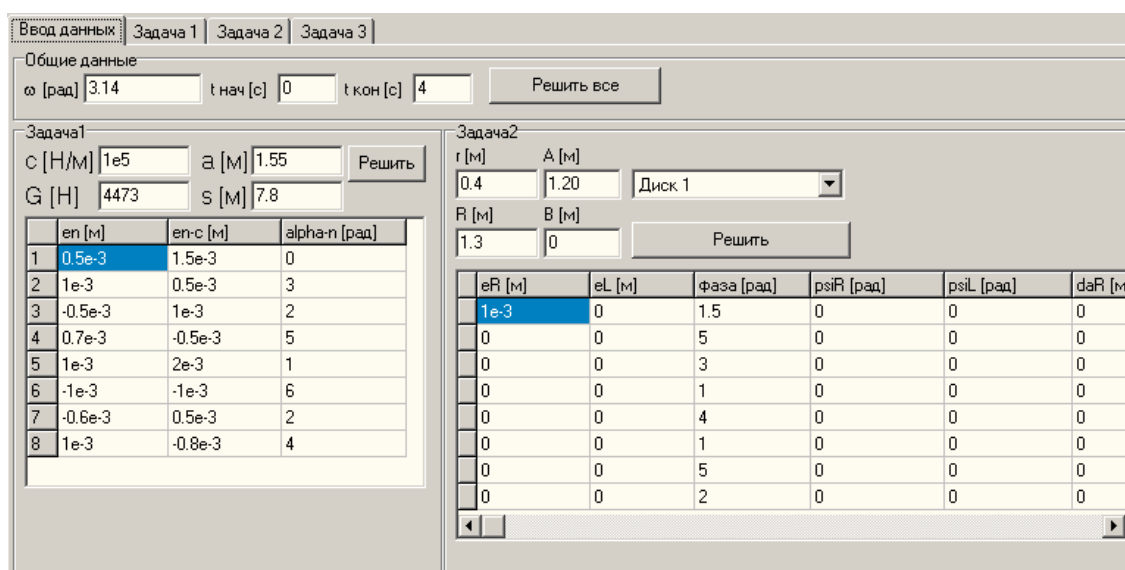 Ввод данных Задача 1 Задача 2 Задача 3
Общие данные
ω [рад] 3.14 t нач [с] 0 t кон [с] 4 Решить все
Задача1
c [Н/м] 1e5 a [м] 1.55 Решить
G [Н] 4473 s [м] 7.8
en [м] en-c [м] alpha-n [рад]
1 0.5e-3 1.5e-3 0
2 1e-3 0.5e-3 3
3 -0.5e-3 1e-3 2
4 0.7e-3 -0.5e-3 5
5 1e-3 2e-3 1
6 -1e-3 -1e-3 6
7 -0.6e-3 0.5e-3 2
8 1e-3 -0.8e-3 4
Задача2
r [м] A [м]
0.4 1.20 Диск 1
R [м] B [м]
1.3 0 Решить
eR [м] eL [м] фаза [рад] psiR [рад] psiL [рад] daR [м
1e-3 0 1.5 0 0 0
0 0 5 0 0 0
0 0 3 0 0 0
0 0 1 0 0 0
0 0 4 0 0 0
0 0 1 0 0 0
0 0 5 0 0 0
0 0 2 0 0 0